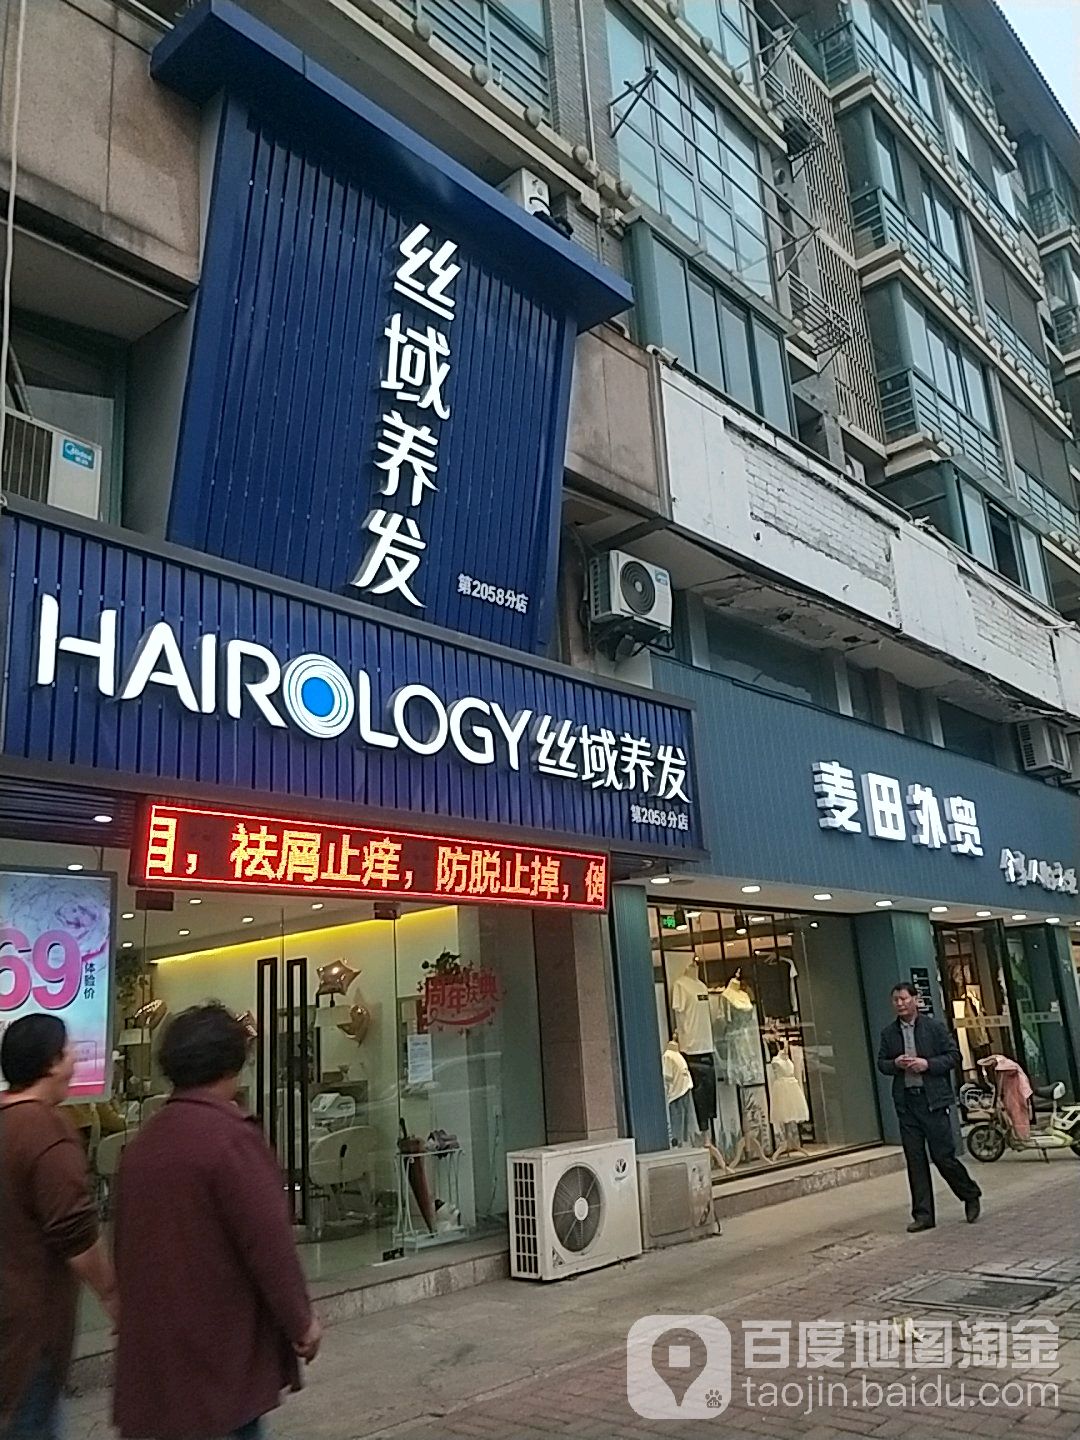 丝域养发
第2058分店
HAIROLOGY丝域养发
第2058分店
麦田外贸
目，祛屑止痒，防脱止掉，储
69
体验价
周年庆典
Midea
百度地图淘金
taojin.baidu.com